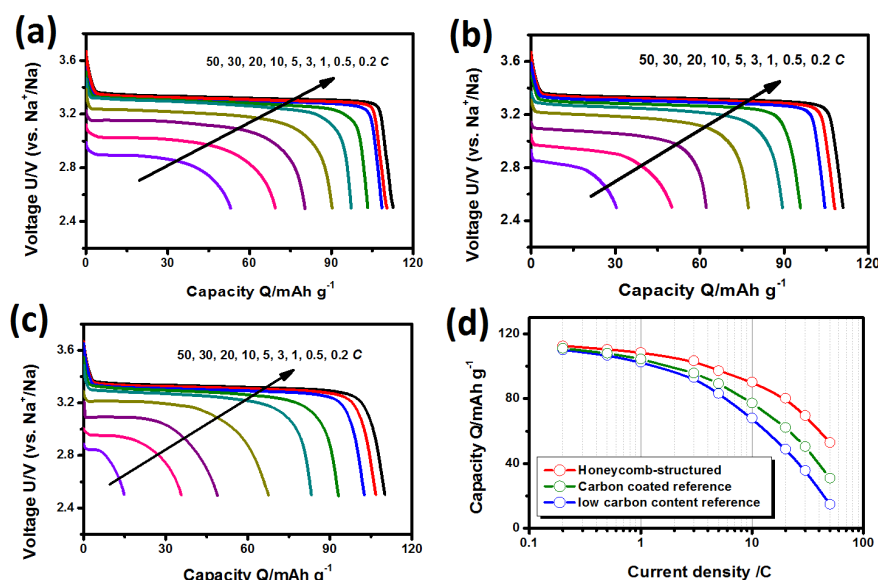 (a)
Voltage U/V (vs. Na⁺/Na)
3.6
3.2
2.8
2.4
50, 30, 20, 10, 5, 3, 1, 0.5, 0.2 C
0 30 60 90 120
Capacity Q/mAh g⁻¹
(b)
Voltage U/V (vs. Na⁺/Na)
3.6
3.2
2.8
2.4
50, 30, 20, 10, 5, 3, 1, 0.5, 0.2 C
0 30 60 90 120
Capacity Q/mAh g⁻¹
(c)
Voltage U/V (vs. Na⁺/Na)
3.6
3.2
2.8
2.4
50, 30, 20, 10, 5, 3, 1, 0.5, 0.2 C
0 30 60 90 120
Capacity Q/mAh g⁻¹
(d)
Capacity Q/mAh g⁻¹
120
80
40
0
Honeycomb-structured
Carbon coated reference
low carbon content reference
0.1 1 10 100
Current density /C